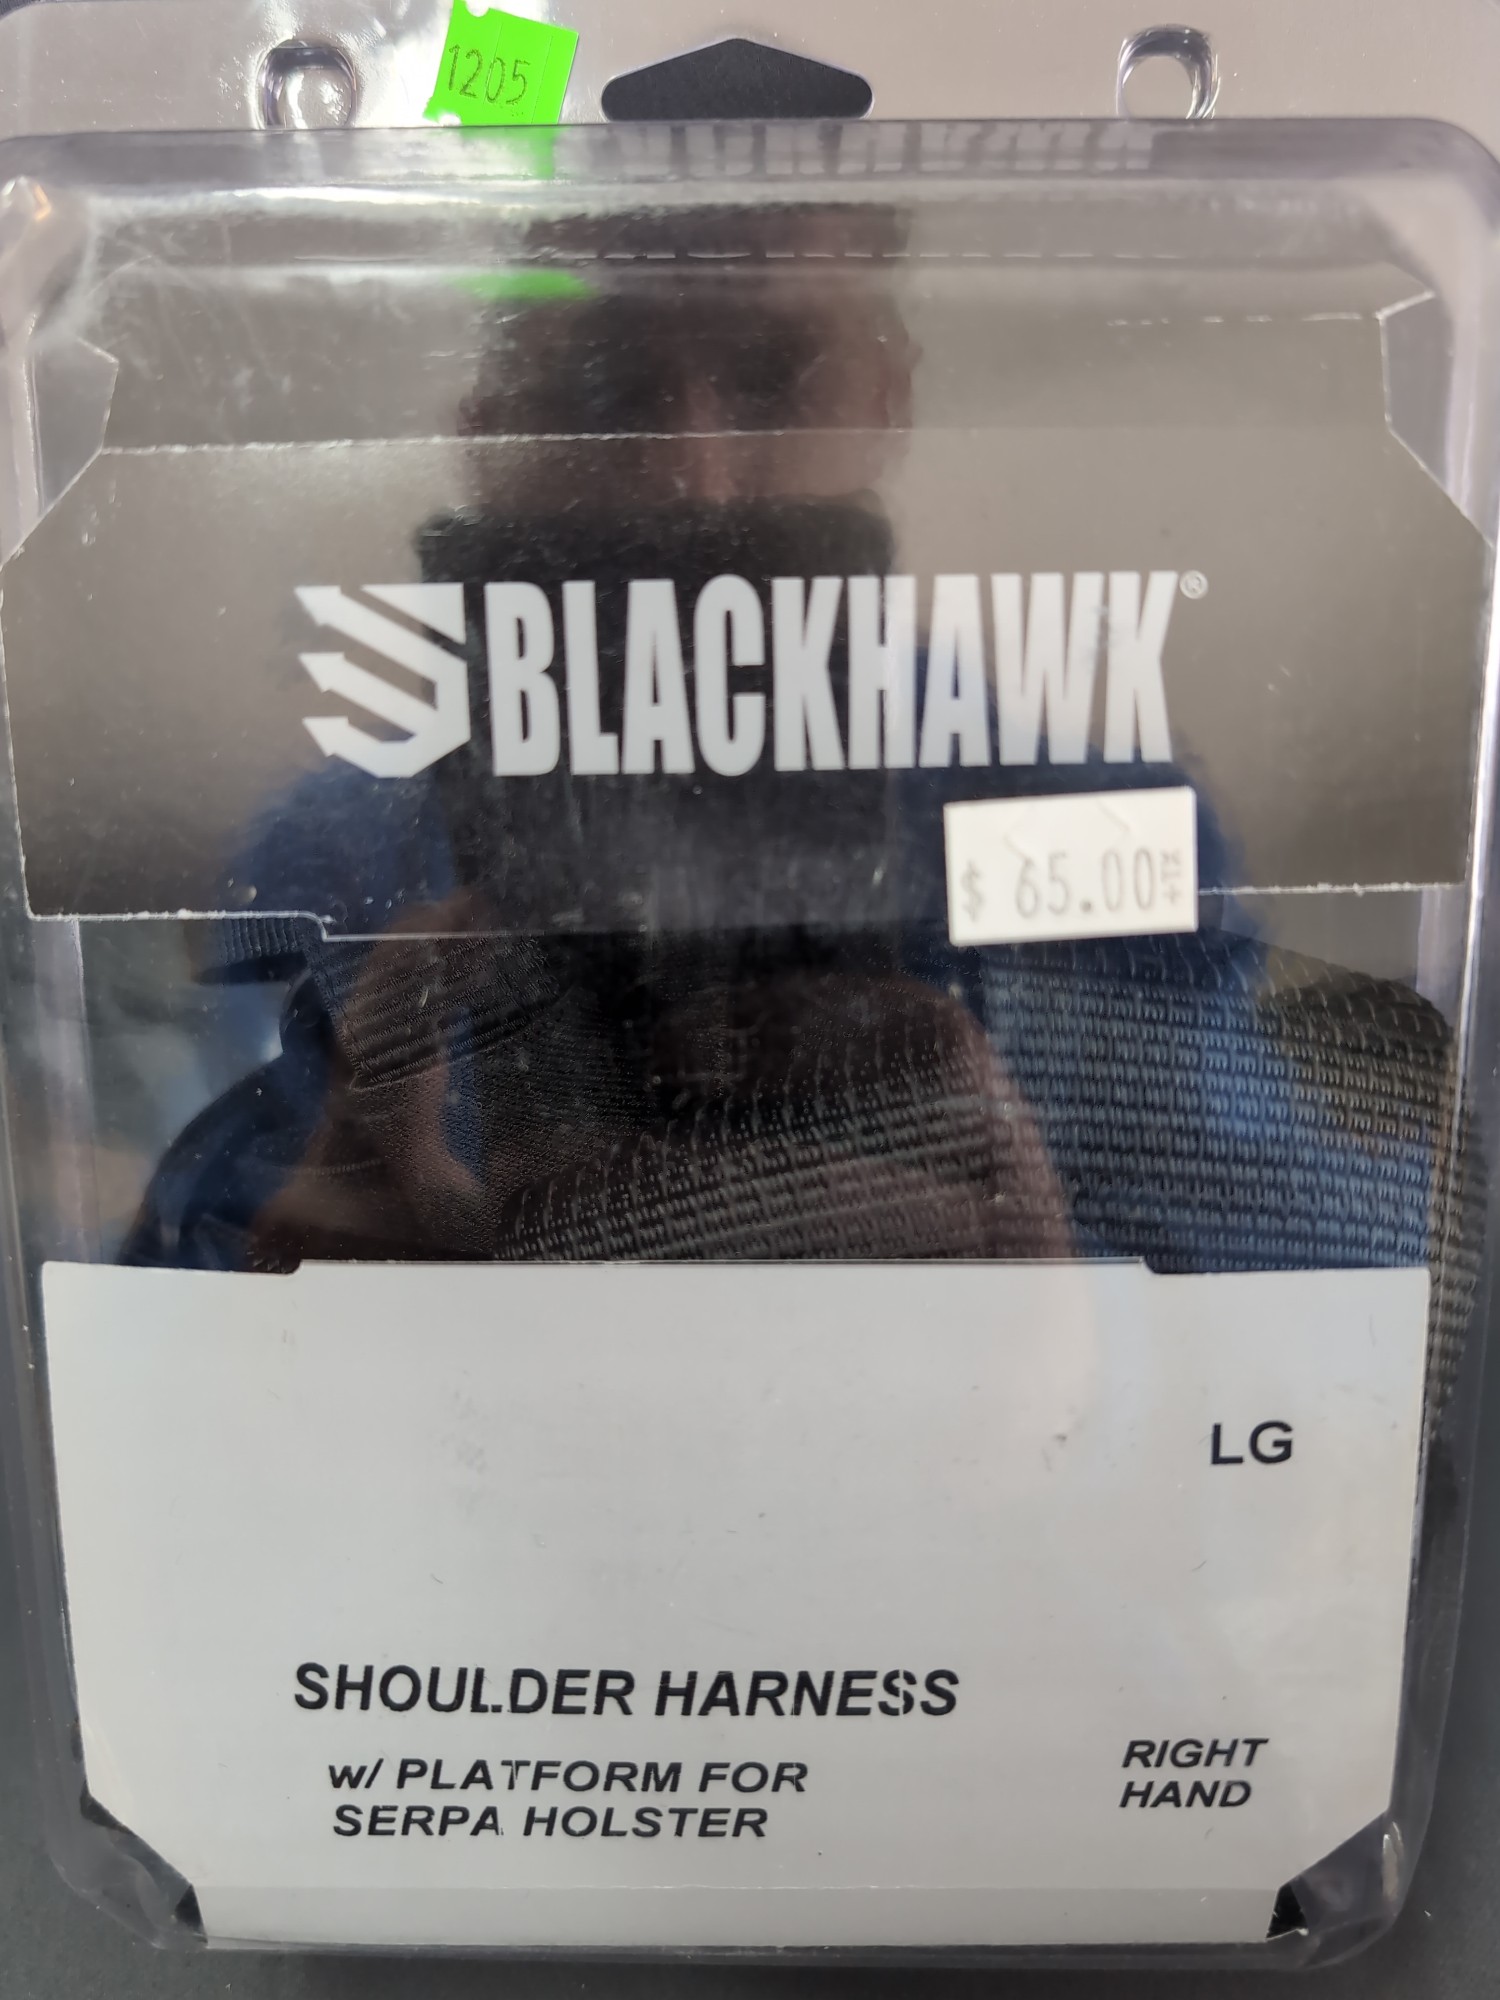 1205
BLACKHAWK®
$ 65.00
LG
SHOULDER HARNESS
w/ PLATFORM FOR
SERPA HOLSTER
RIGHT
HAND